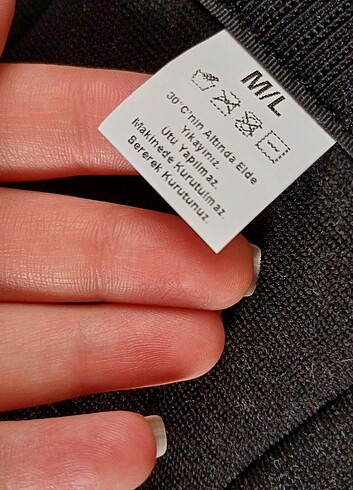 M/L
30°C'nin Altında Elde
Yıkayınız.
Ütü Yapılmaz.
Makinede Kurutulmaz
Sererek Kurutunuz.